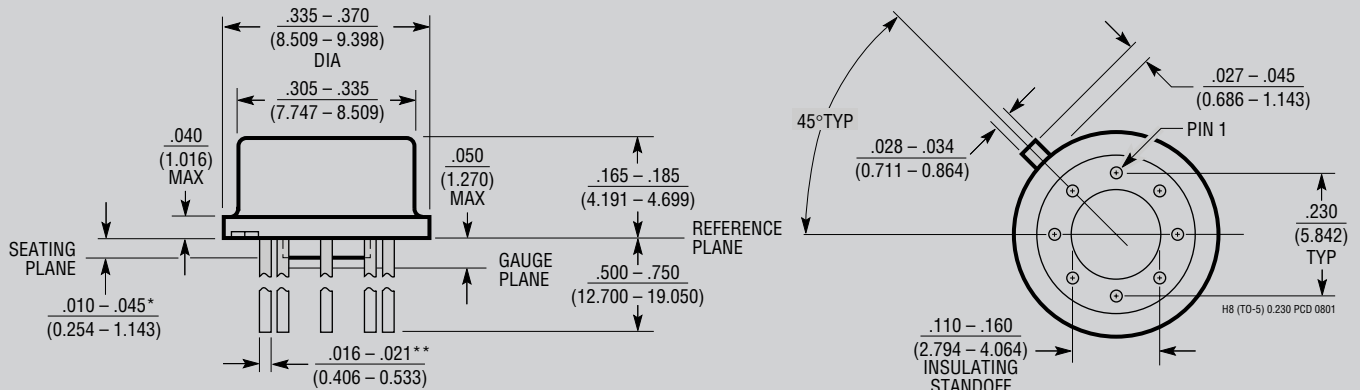 .335 – .370
(8.509 – 9.398)
DIA
.305 – .335
(7.747 – 8.509)
.040
(1.016)
MAX
.050
(1.270)
MAX
.165 – .185
(4.191 – 4.699)
REFERENCE
PLANE
SEATING
PLANE
GAUGE
PLANE
.500 – .750
(12.700 – 19.050)
.010 – .045*
(0.254 – 1.143)
.016 – .021**
(0.406 – 0.533)
45°TYP
.027 – .045
(0.686 – 1.143)
PIN 1
.028 – .034
(0.711 – 0.864)
.230
(5.842)
TYP
H8 (TO-5) 0.230 PCD 0801
.110 – .160
(2.794 – 4.064)
INSULATING
STANDOFF